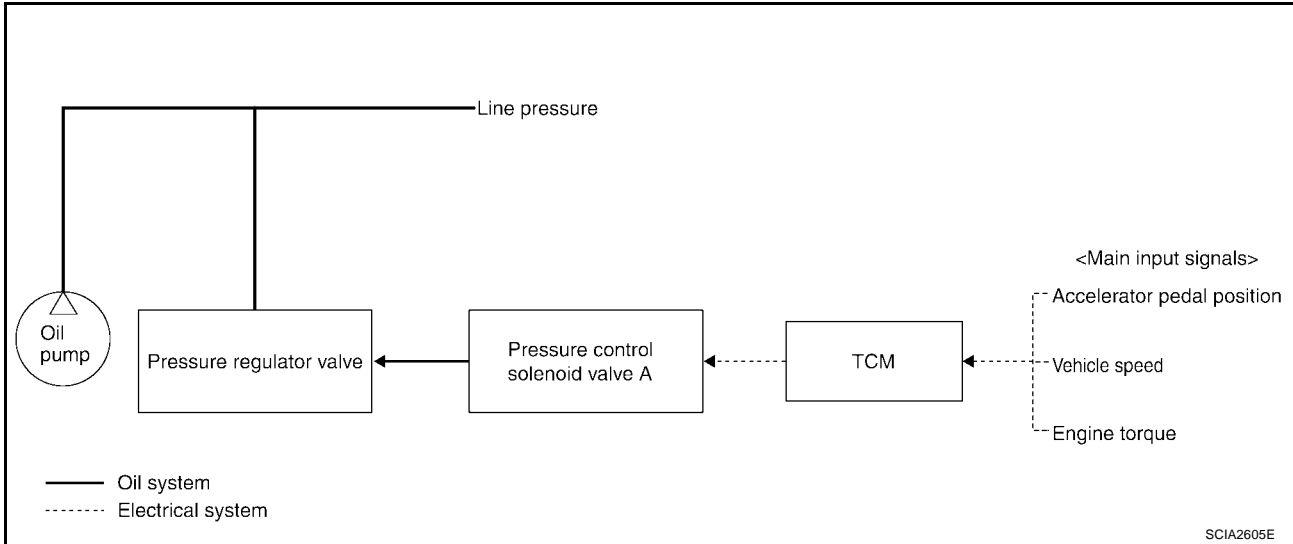 Line pressure
<Main input signals>
Accelerator pedal position
Oil
pump
Pressure regulator valve
Pressure control
solenoid valve A
TCM
Vehicle speed
Engine torque
Oil system
Electrical system
SCIA2605E